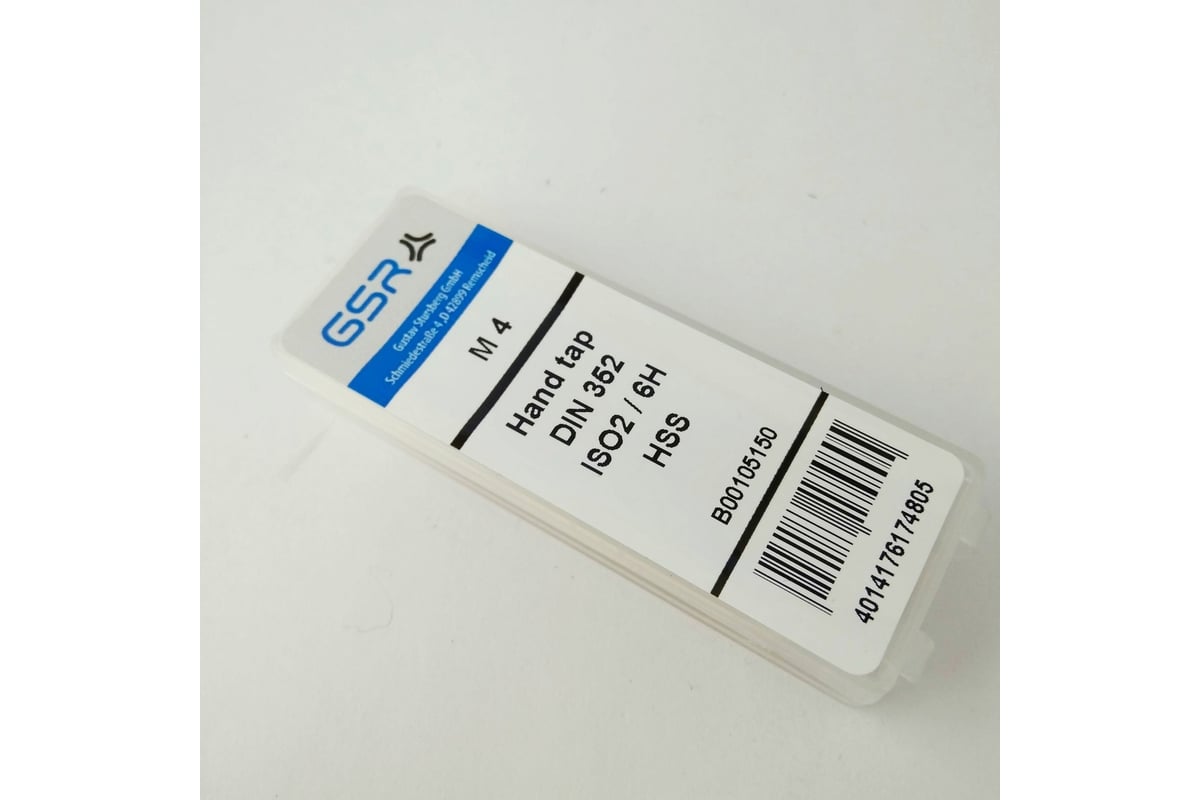 GSR
Gustav Stursberg GmbH
Schmiedestraße 4, D 42899 Remscheid
M 4
Hand tap
DIN 352
ISO2 / 6H
HSS
B00105150
4014176174805